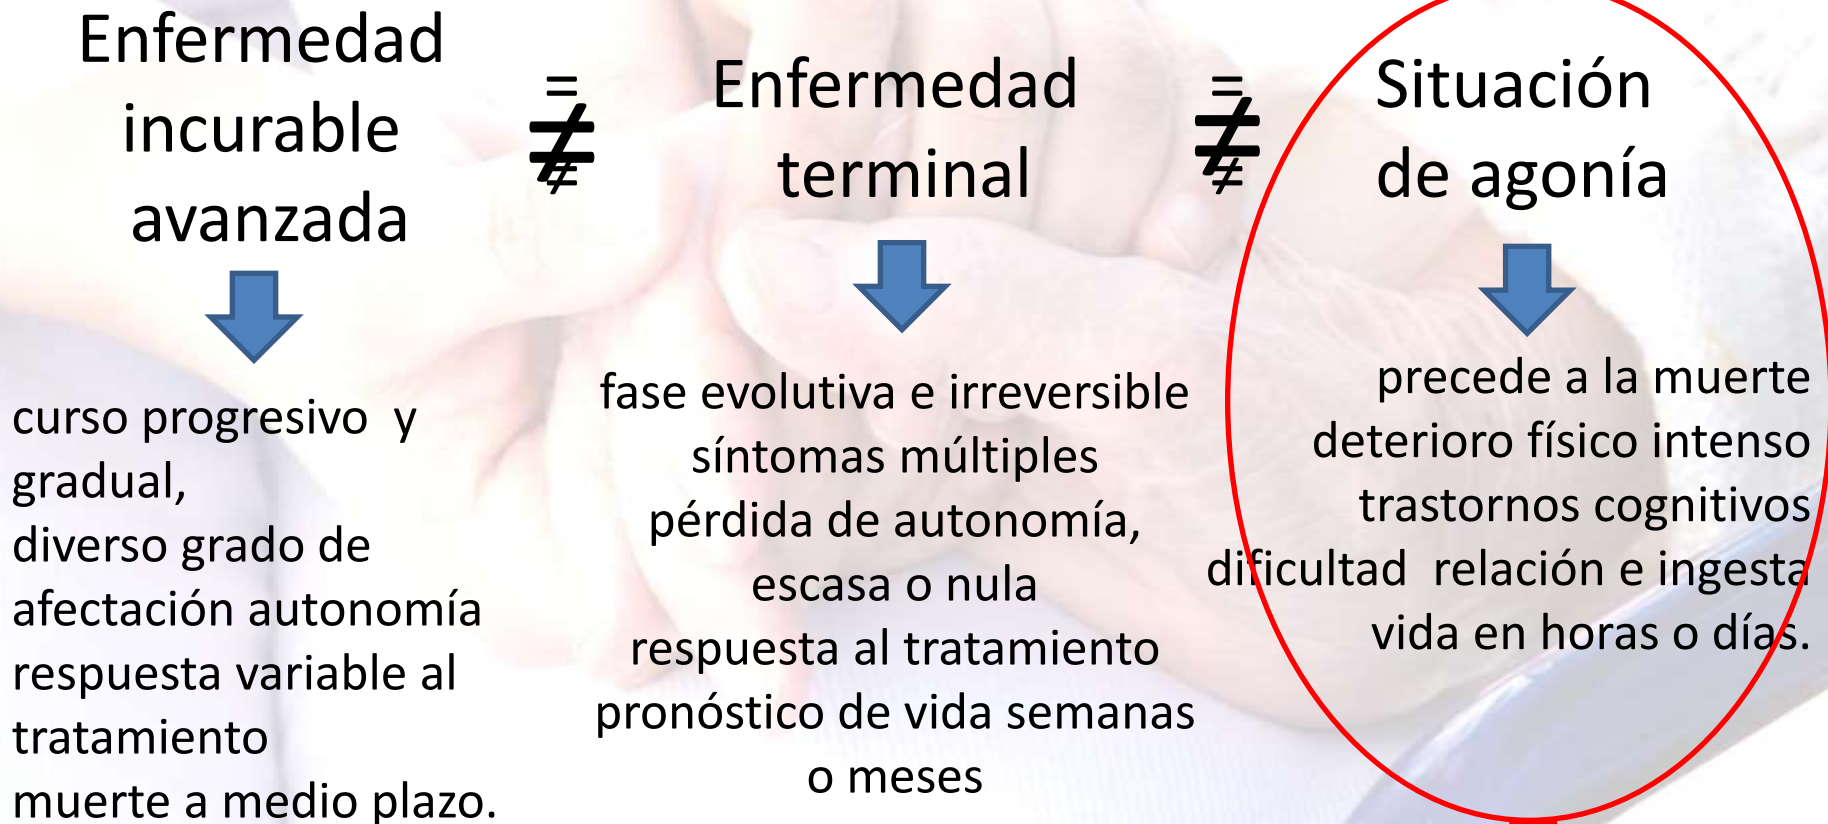 Enfermedad
incurable
avanzada
=
≠
≠
Enfermedad
terminal
=
≠
≠
Situación
de agonía
curso progresivo y
gradual,
diverso grado de
afectación autonomía
respuesta variable al
tratamiento
muerte a medio plazo.
fase evolutiva e irreversible
síntomas múltiples
pérdida de autonomía,
escasa o nula
respuesta al tratamiento
pronóstico de vida semanas
o meses
precede a la muerte
deterioro físico intenso
trastornos cognitivos
dificultad relación e ingesta
vida en horas o días.